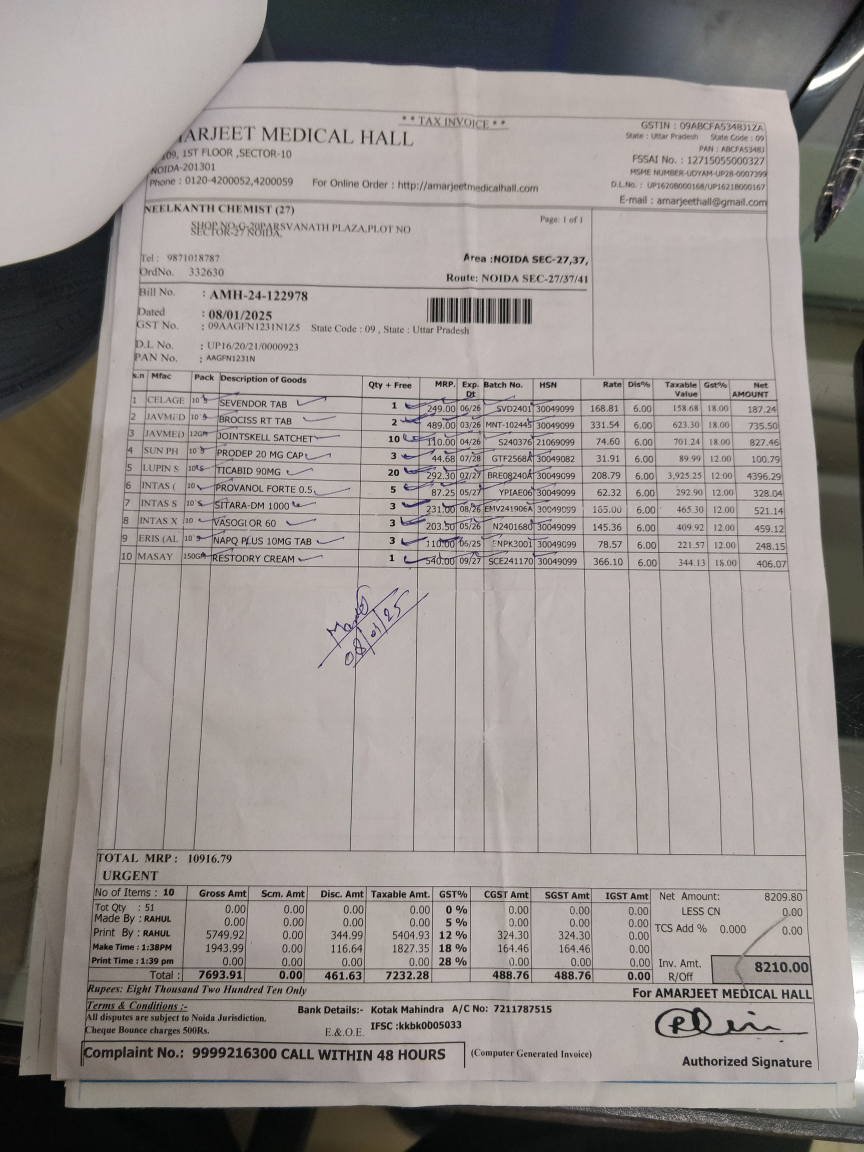 ** TAX INVOICE **
ARJEET MEDICAL HALL
09, 1ST FLOOR ,SECTOR-10
NOIDA-201301
Phone : 0120-4200052,4200059 For Online Order : http://amarjeetmedicalhall.com
GSTIN : 09ABCFA5348J1ZA
State : Uttar Pradesh State Code : 09
PAN : ABCFA5348J
FSSAI No. : 12715055000327
MSME NUMBER-UDYAM-UP28-0007399
D.L.No. : UP1620B000168/UP1621B000167
E-mail : amarjeethall@gmail.com
NEELKANTH CHEMIST (27)
Page: 1 of 1
SHOP NO.G-20PARSVANATH PLAZA,PLOT NO
SECTOR-27 NOIDA,
Tel : 9871018787
Area :NOIDA SEC-27,37,
OrdNo. 332630
Route: NOIDA SEC-27/37/41
Bill No. : AMH-24-122978
Dated : 08/01/2025
GST No. : 09AAGFN1231N1Z5 State Code : 09 , State : Uttar Pradesh
D.L No. : UP16/20/21/0000923
PAN No. : AAGFN1231N
s.n Mfac Pack Description of Goods Qty + Free MRP. Exp. Dt Batch No. HSN Rate Dis% Taxable Value Gst% Net AMOUNT
1 CELAGE 10'S SEVENDOR TAB 1 249.00 06/26 SVD2401 30049099 168.81 6.00 158.68 18.00 187.24
2 JAVMED 10'S BROCISS RT TAB 2 489.00 03/26 MNT-102445 30049099 331.54 6.00 623.30 18.00 735.50
3 JAVMED 12GM JOINTSKELL SATCHET 10 110.00 04/26 S240376 21069099 74.60 6.00 701.24 18.00 827.46
4 SUN PH 10'S PRODEP 20 MG CAP 3 44.68 07/28 GTF2568A 30049082 31.91 6.00 89.99 12.00 100.79
5 LUPIN S 10'S TICABID 90MG 20 292.30 07/27 BRE08240A 30049099 208.79 6.00 3,925.25 12.00 4396.29
6 INTAS ( 10'S PROVANOL FORTE 0.5 5 87.25 05/27 YPIAE06 30049099 62.32 6.00 292.90 12.00 328.04
7 INTAS S 10'S SITARA-DM 1000 3 231.00 08/26 EMV241906A 30049099 165.00 6.00 465.30 12.00 521.14
8 INTAS X 10'S VASOGLOR 60 3 203.50 05/26 N2401680 30049099 145.36 6.00 409.92 12.00 459.12
9 ERIS (AL 10'S NAPQ PLUS 10MG TAB 3 110.00 06/25 ENPK3001 30049099 78.57 6.00 221.57 12.00 248.15
10 MASAY 150GM RESTODRY CREAM 1 540.00 09/27 SCE241170 30049099 366.10 6.00 344.13 18.00 406.07
08/01/25
TOTAL MRP : 10916.79
URGENT
No of Items : 10 Gross Amt Scm. Amt Disc. Amt Taxable Amt. GST% CGST Amt SGST Amt IGST Amt Net Amount: 8209.80
Tot Qty : 51 0.00 0.00 0.00 0.00 0 % 0.00 0.00 0.00 LESS CN 0.00
Made By : RAHUL 0.00 0.00 0.00 0.00 5 % 0.00 0.00 0.00 TCS Add % 0.000 0.00
Print By : RAHUL 5749.92 0.00 344.99 5404.93 12 % 324.30 324.30 0.00
Make Time : 1:38PM 1943.99 0.00 116.64 1827.35 18 % 164.46 164.46 0.00
Print Time : 1:39 pm 0.00 0.00 0.00 0.00 28 % 0.00 0.00 0.00 Inv. Amt. 8210.00
Total : 7693.91 0.00 461.63 7232.28 488.76 488.76 0.00 R/Off
Rupees: Eight Thousand Two Hundred Ten Only
For AMARJEET MEDICAL HALL
Terms & Conditions :-
All disputes are subject to Noida Jurisdiction.
Cheque Bounce charges 500Rs.
E.& O.E.
Bank Details:- Kotak Mahindra A/C No: 7211787515
IFSC :kkbk0005033
Complaint No.: 9999216300 CALL WITHIN 48 HOURS
(Computer Generated Invoice)
Authorized Signature